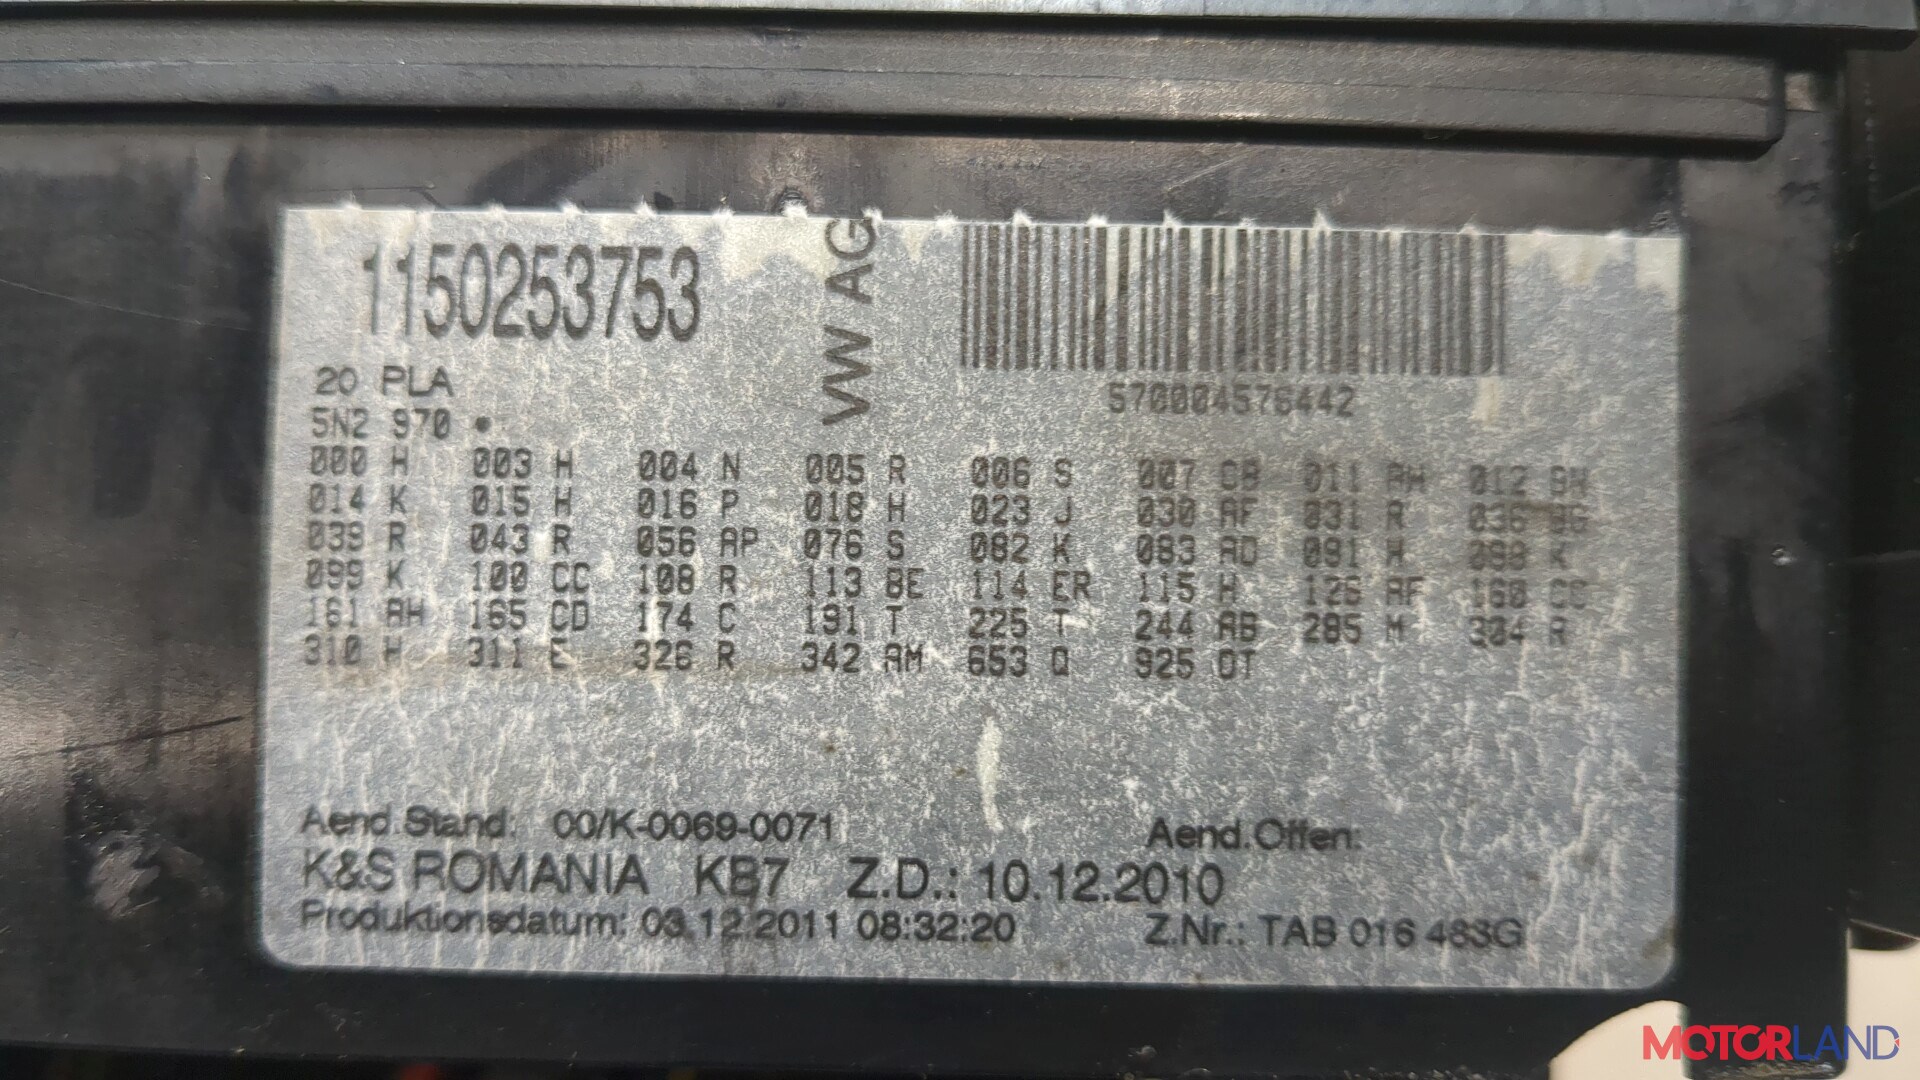 1150253753
VW AG
570004576442
20 PLA
5N2 970 *
000 H 003 H 004 N 005 R 006 S 007 CB 011 AH 012 BN
014 K 015 H 016 P 018 H 023 J 030 AF 031 R 036 BG
039 R 043 R 056 AP 076 S 082 K 083 AD 091 H 098 K
099 K 100 CC 108 R 113 BE 114 ER 115 H 126 AF 160 CC
161 AH 165 CD 174 C 191 T 225 T 244 AB 285 M 304 R
310 H 311 E 326 R 342 AM 653 Q 925 OT
Aend.Stand. 00/K-0069-0071 Aend.Offen:
K&S ROMANIA KB7 Z.D.: 10.12.2010
Produktionsdatum: 03.12.2011 08:32:20 Z.Nr.: TAB 016 483G
MOTORLAND